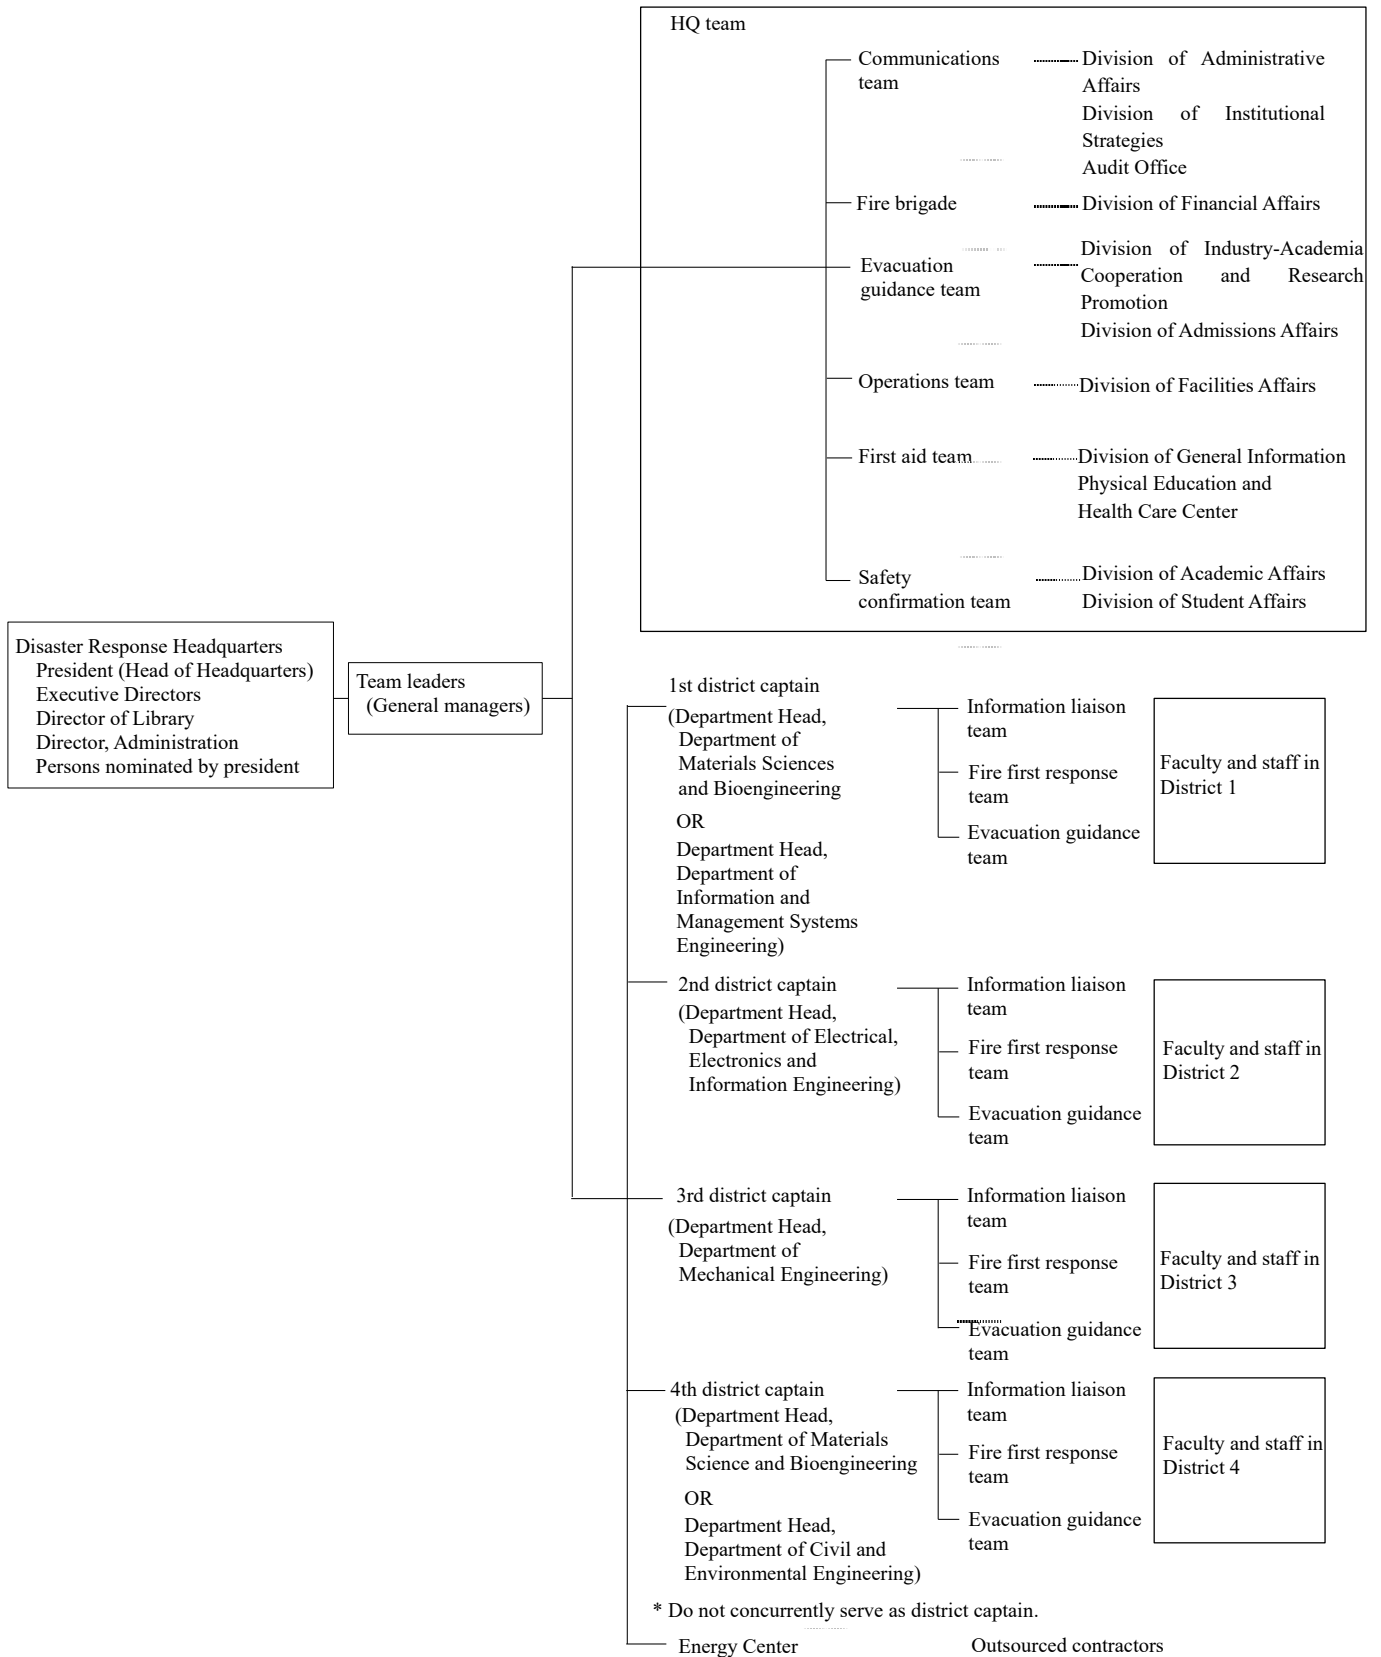 HQ team
Communications
team
Division of Administrative
Affairs
Division of Institutional
Strategies
Audit Office
Fire brigade
Division of Financial Affairs
Evacuation
guidance team
Division of Industry-Academia
Cooperation and Research
Promotion
Division of Admissions Affairs
Operations team
Division of Facilities Affairs
First aid team
Division of General Information
Physical Education and
Health Care Center
Safety
confirmation team
Division of Academic Affairs
Division of Student Affairs
Disaster Response Headquarters
President (Head of Headquarters)
Executive Directors
Director of Library
Director, Administration
Persons nominated by president
Team leaders
(General managers)
1st district captain
(Department Head,
Department of
Materials Sciences
and Bioengineering
OR
Department Head,
Department of
Information and
Management Systems
Engineering)
Information liaison
team
Fire first response
team
Evacuation guidance
team
Faculty and staff in
District 1
2nd district captain
(Department Head,
Department of Electrical,
Electronics and
Information Engineering)
Information liaison
team
Fire first response
team
Evacuation guidance
team
Faculty and staff in
District 2
3rd district captain
(Department Head,
Department of
Mechanical Engineering)
Information liaison
team
Fire first response
team
Evacuation guidance
team
Faculty and staff in
District 3
4th district captain
(Department Head,
Department of Materials
Science and Bioengineering
OR
Department Head,
Department of Civil and
Environmental Engineering)
Information liaison
team
Fire first response
team
Evacuation guidance
team
Faculty and staff in
District 4
* Do not concurrently serve as district captain.
Energy Center
Outsourced contractors